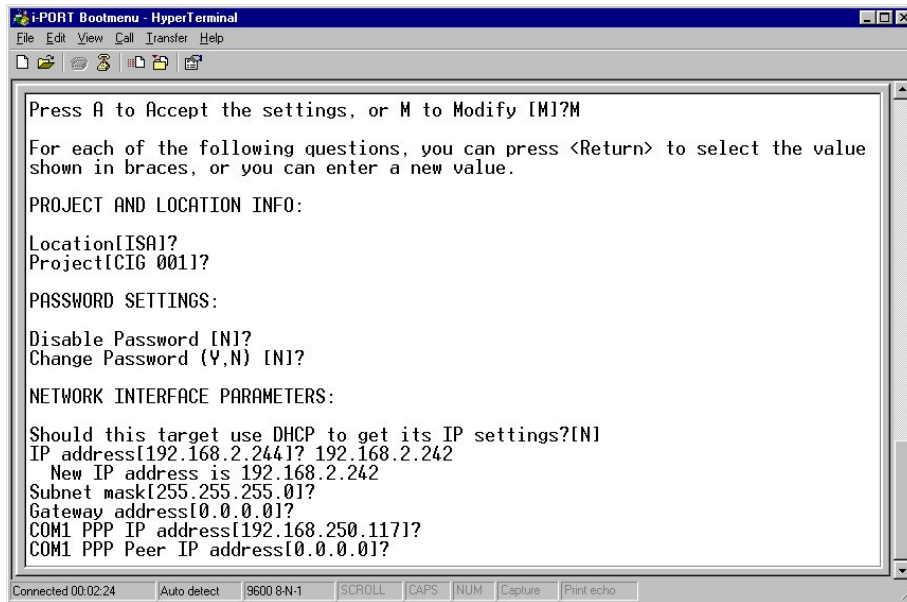 i-PORT Bootmenu - HyperTerminal
File Edit View Call Transfer Help
Press A to Accept the settings, or M to Modify [M]?M
For each of the following questions, you can press <Return> to select the value
shown in braces, or you can enter a new value.
PROJECT AND LOCATION INFO:
Location[ISA]?
Project[CIG 001]?
PASSWORD SETTINGS:
Disable Password [N]?
Change Password (Y,N) [N]?
NETWORK INTERFACE PARAMETERS:
Should this target use DHCP to get its IP settings?[N]
IP address[192.168.2.244]? 192.168.2.242
New IP address is 192.168.2.242
Subnet mask[255.255.255.0]?
Gateway address[0.0.0.0]?
COM1 PPP IP address[192.168.250.117]?
COM1 PPP Peer IP address[0.0.0.0]?
Connected 00:02:24 Auto detect 9600 8-N-1 SCROLL CAPS NUM Capture Print echo